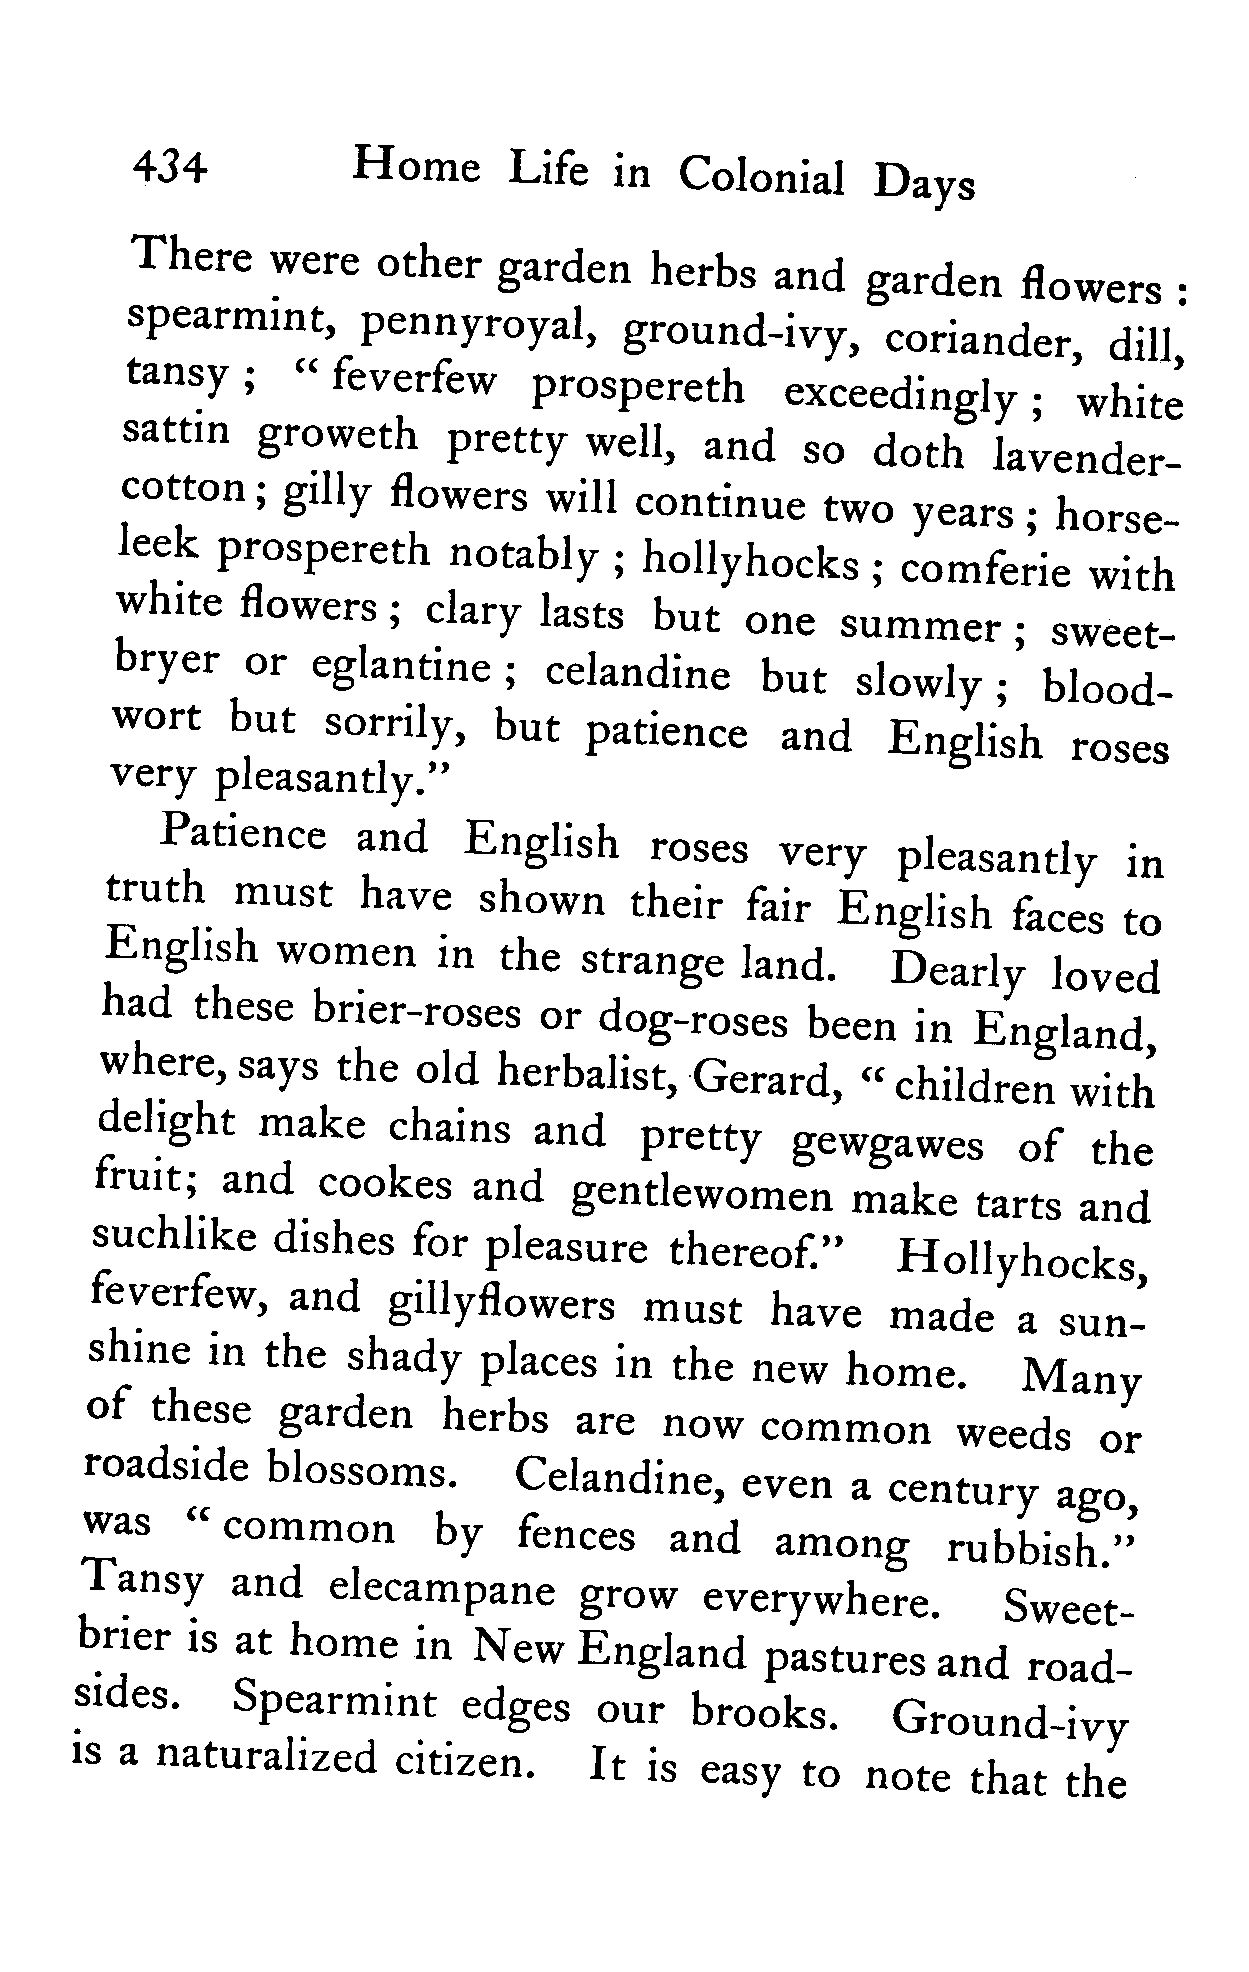 434 Home Life in Colonial Days
There were other garden herbs and garden flowers :
spearmint, pennyroyal, ground-ivy, coriander, dill,
tansy ; “ feverfew prospereth exceedingly ; white
sattin groweth pretty well, and so doth lavender-
cotton ; gilly flowers will continue two years ; horse-
leek prospereth notably ; hollyhocks ; comferie with
white flowers ; clary lasts but one summer ; sweet-
bryer or eglantine ; celandine but slowly ; blood-
wort but sorrily, but patience and English roses
very pleasantly.”
Patience and English roses very pleasantly in
truth must have shown their fair English faces to
English women in the strange land. Dearly loved
had these brier-roses or dog-roses been in England,
where, says the old herbalist, Gerard, “ children with
delight make chains and pretty gewgawes of the
fruit; and cookes and gentlewomen make tarts and
suchlike dishes for pleasure thereof.” Hollyhocks,
feverfew, and gillyflowers must have made a sun-
shine in the shady places in the new home. Many
of these garden herbs are now common weeds or
roadside blossoms. Celandine, even a century ago,
was “ common by fences and among rubbish.”
Tansy and elecampane grow everywhere. Sweet-
brier is at home in New England pastures and road-
sides. Spearmint edges our brooks. Ground-ivy
is a naturalized citizen. It is easy to note that the